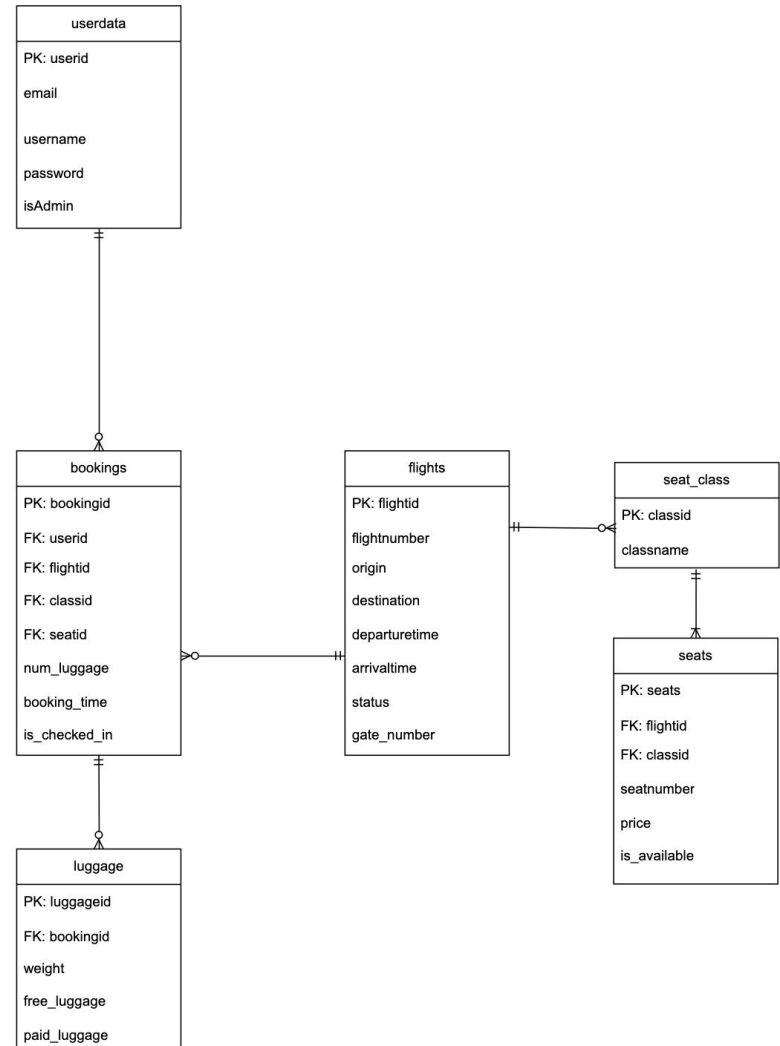 userdata
PK: userid
email
username
password
isAdmin
bookings
PK: bookingid
FK: userid
FK: flightid
FK: classid
FK: seatid
num_luggage
booking_time
is_checked_in
flights
PK: flightid
flightnumber
origin
destination
departuretime
arrivaltime
status
gate_number
seat_class
PK: classid
classname
seats
PK: seats
FK: flightid
FK: classid
seatnumber
price
is_available
luggage
PK: luggageid
FK: bookingid
weight
free_luggage
paid_luggage